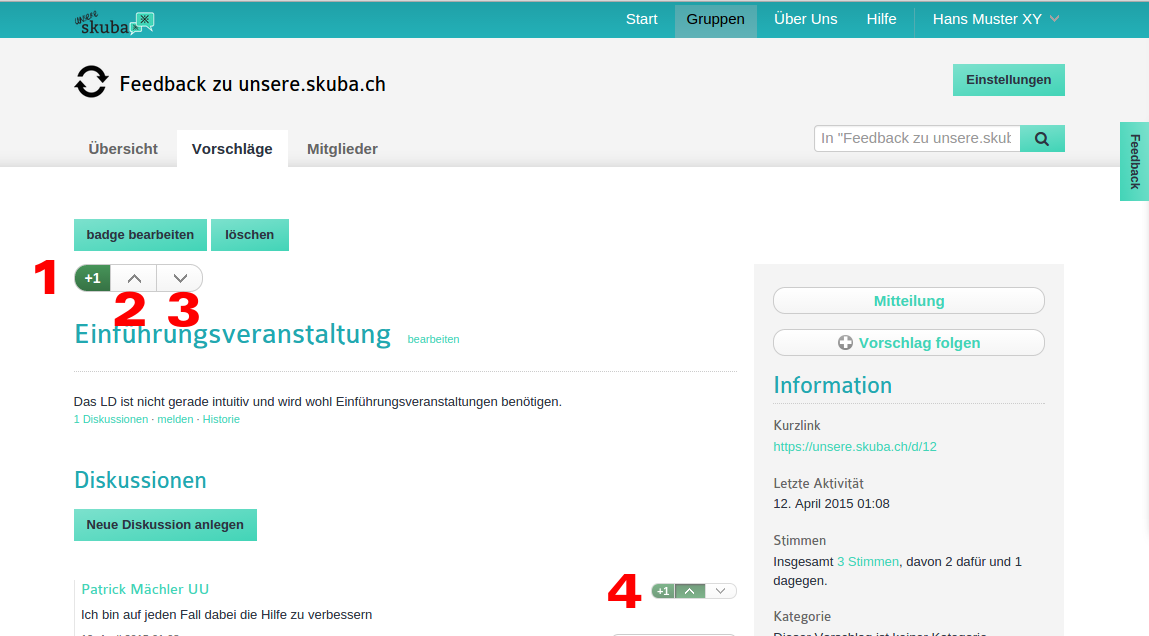 unsere
skuba
Start Gruppen Über Uns Hilfe Hans Muster XY
Feedback zu unsere.skuba.ch
Einstellungen
Übersicht Vorschläge Mitglieder
In "Feedback zu unsere.skub
Feedback
badge bearbeiten löschen
1 +1
2 3
Einführungsveranstaltung bearbeiten
Das LD ist nicht gerade intuitiv und wird wohl Einführungsveranstaltungen benötigen.
1 Diskussionen · melden · Historie
Diskussionen
Neue Diskussion anlegen
Patrick Mächler UU
4 +1
Ich bin auf jeden Fall dabei die Hilfe zu verbessern
Mitteilung
Vorschlag folgen
Information
Kurzlink
https://unsere.skuba.ch/d/12
Letzte Aktivität
12. April 2015 01:08
Stimmen
Insgesamt 3 Stimmen, davon 2 dafür und 1
dagegen.
Kategorie